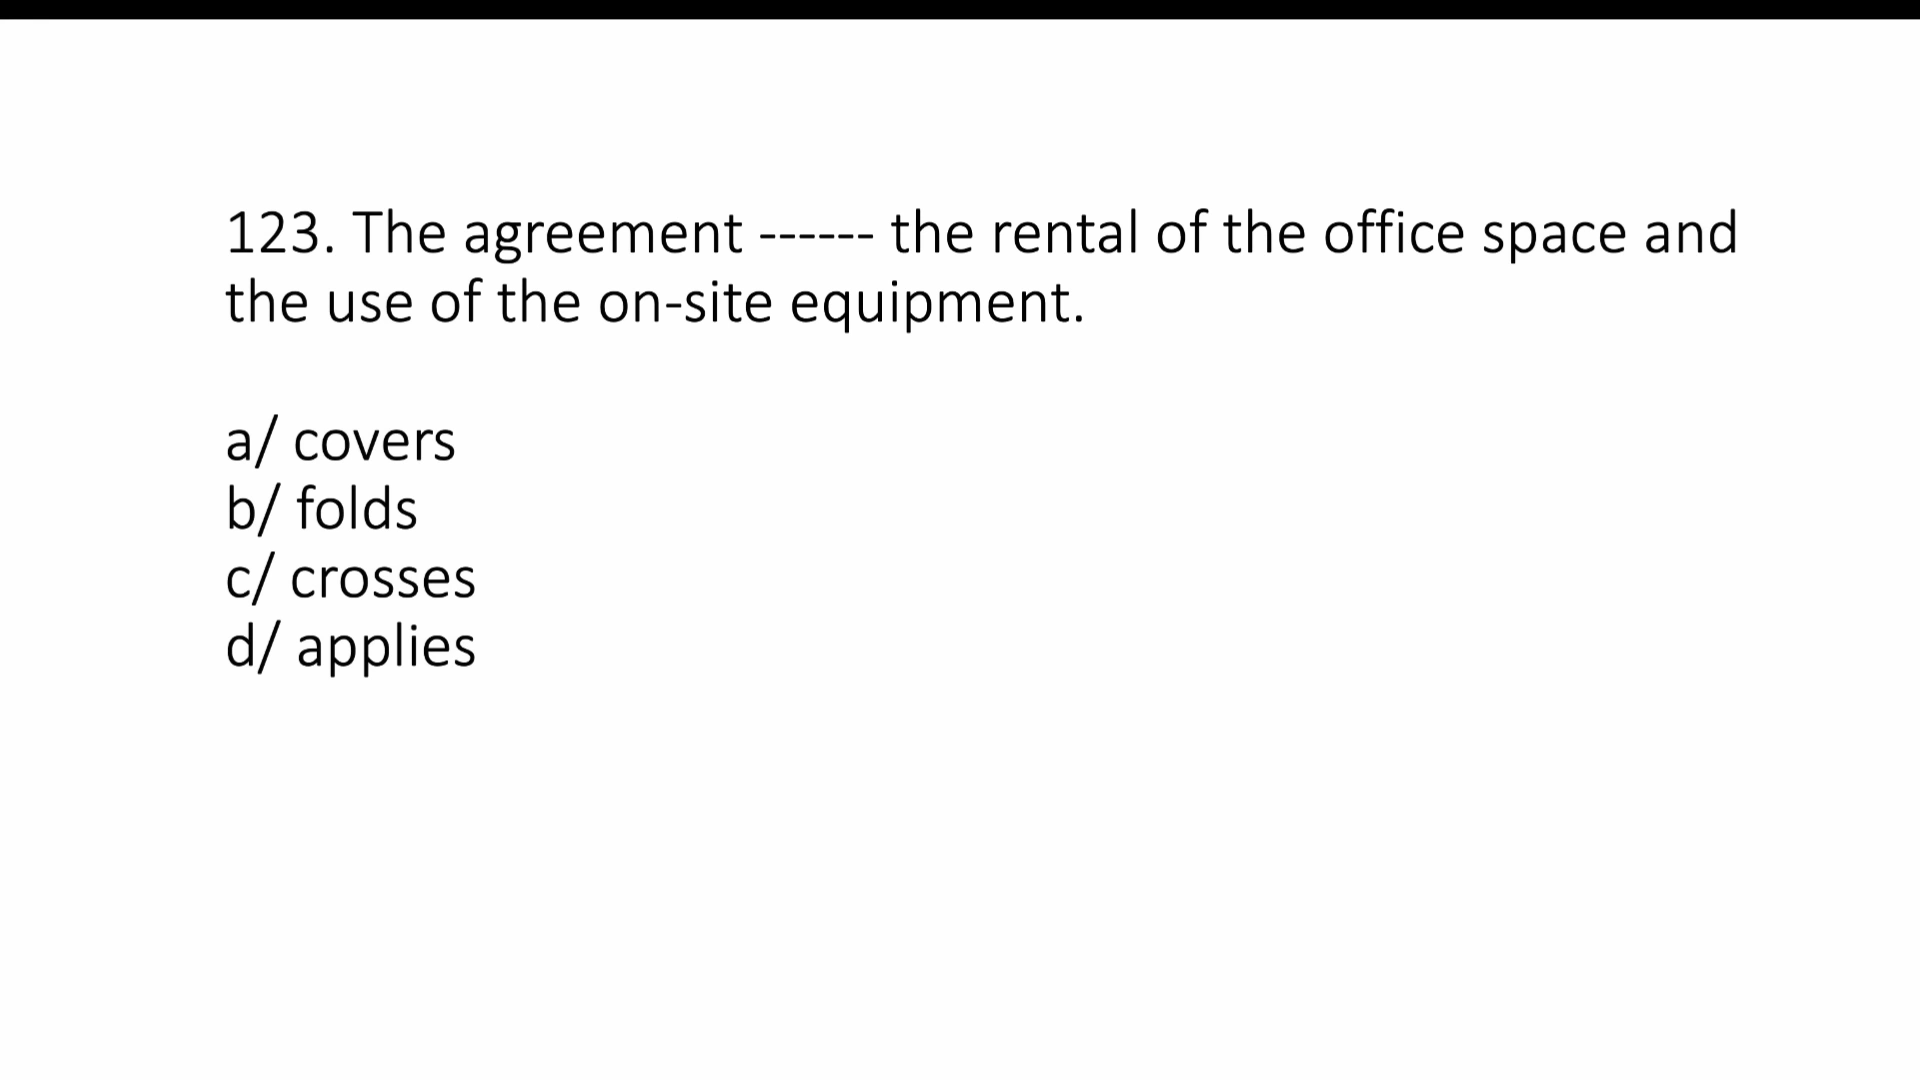 123. The agreement ------ the rental of the office space and
the use of the on-site equipment.
a/ covers
b/ folds
c/ crosses
d/ applies